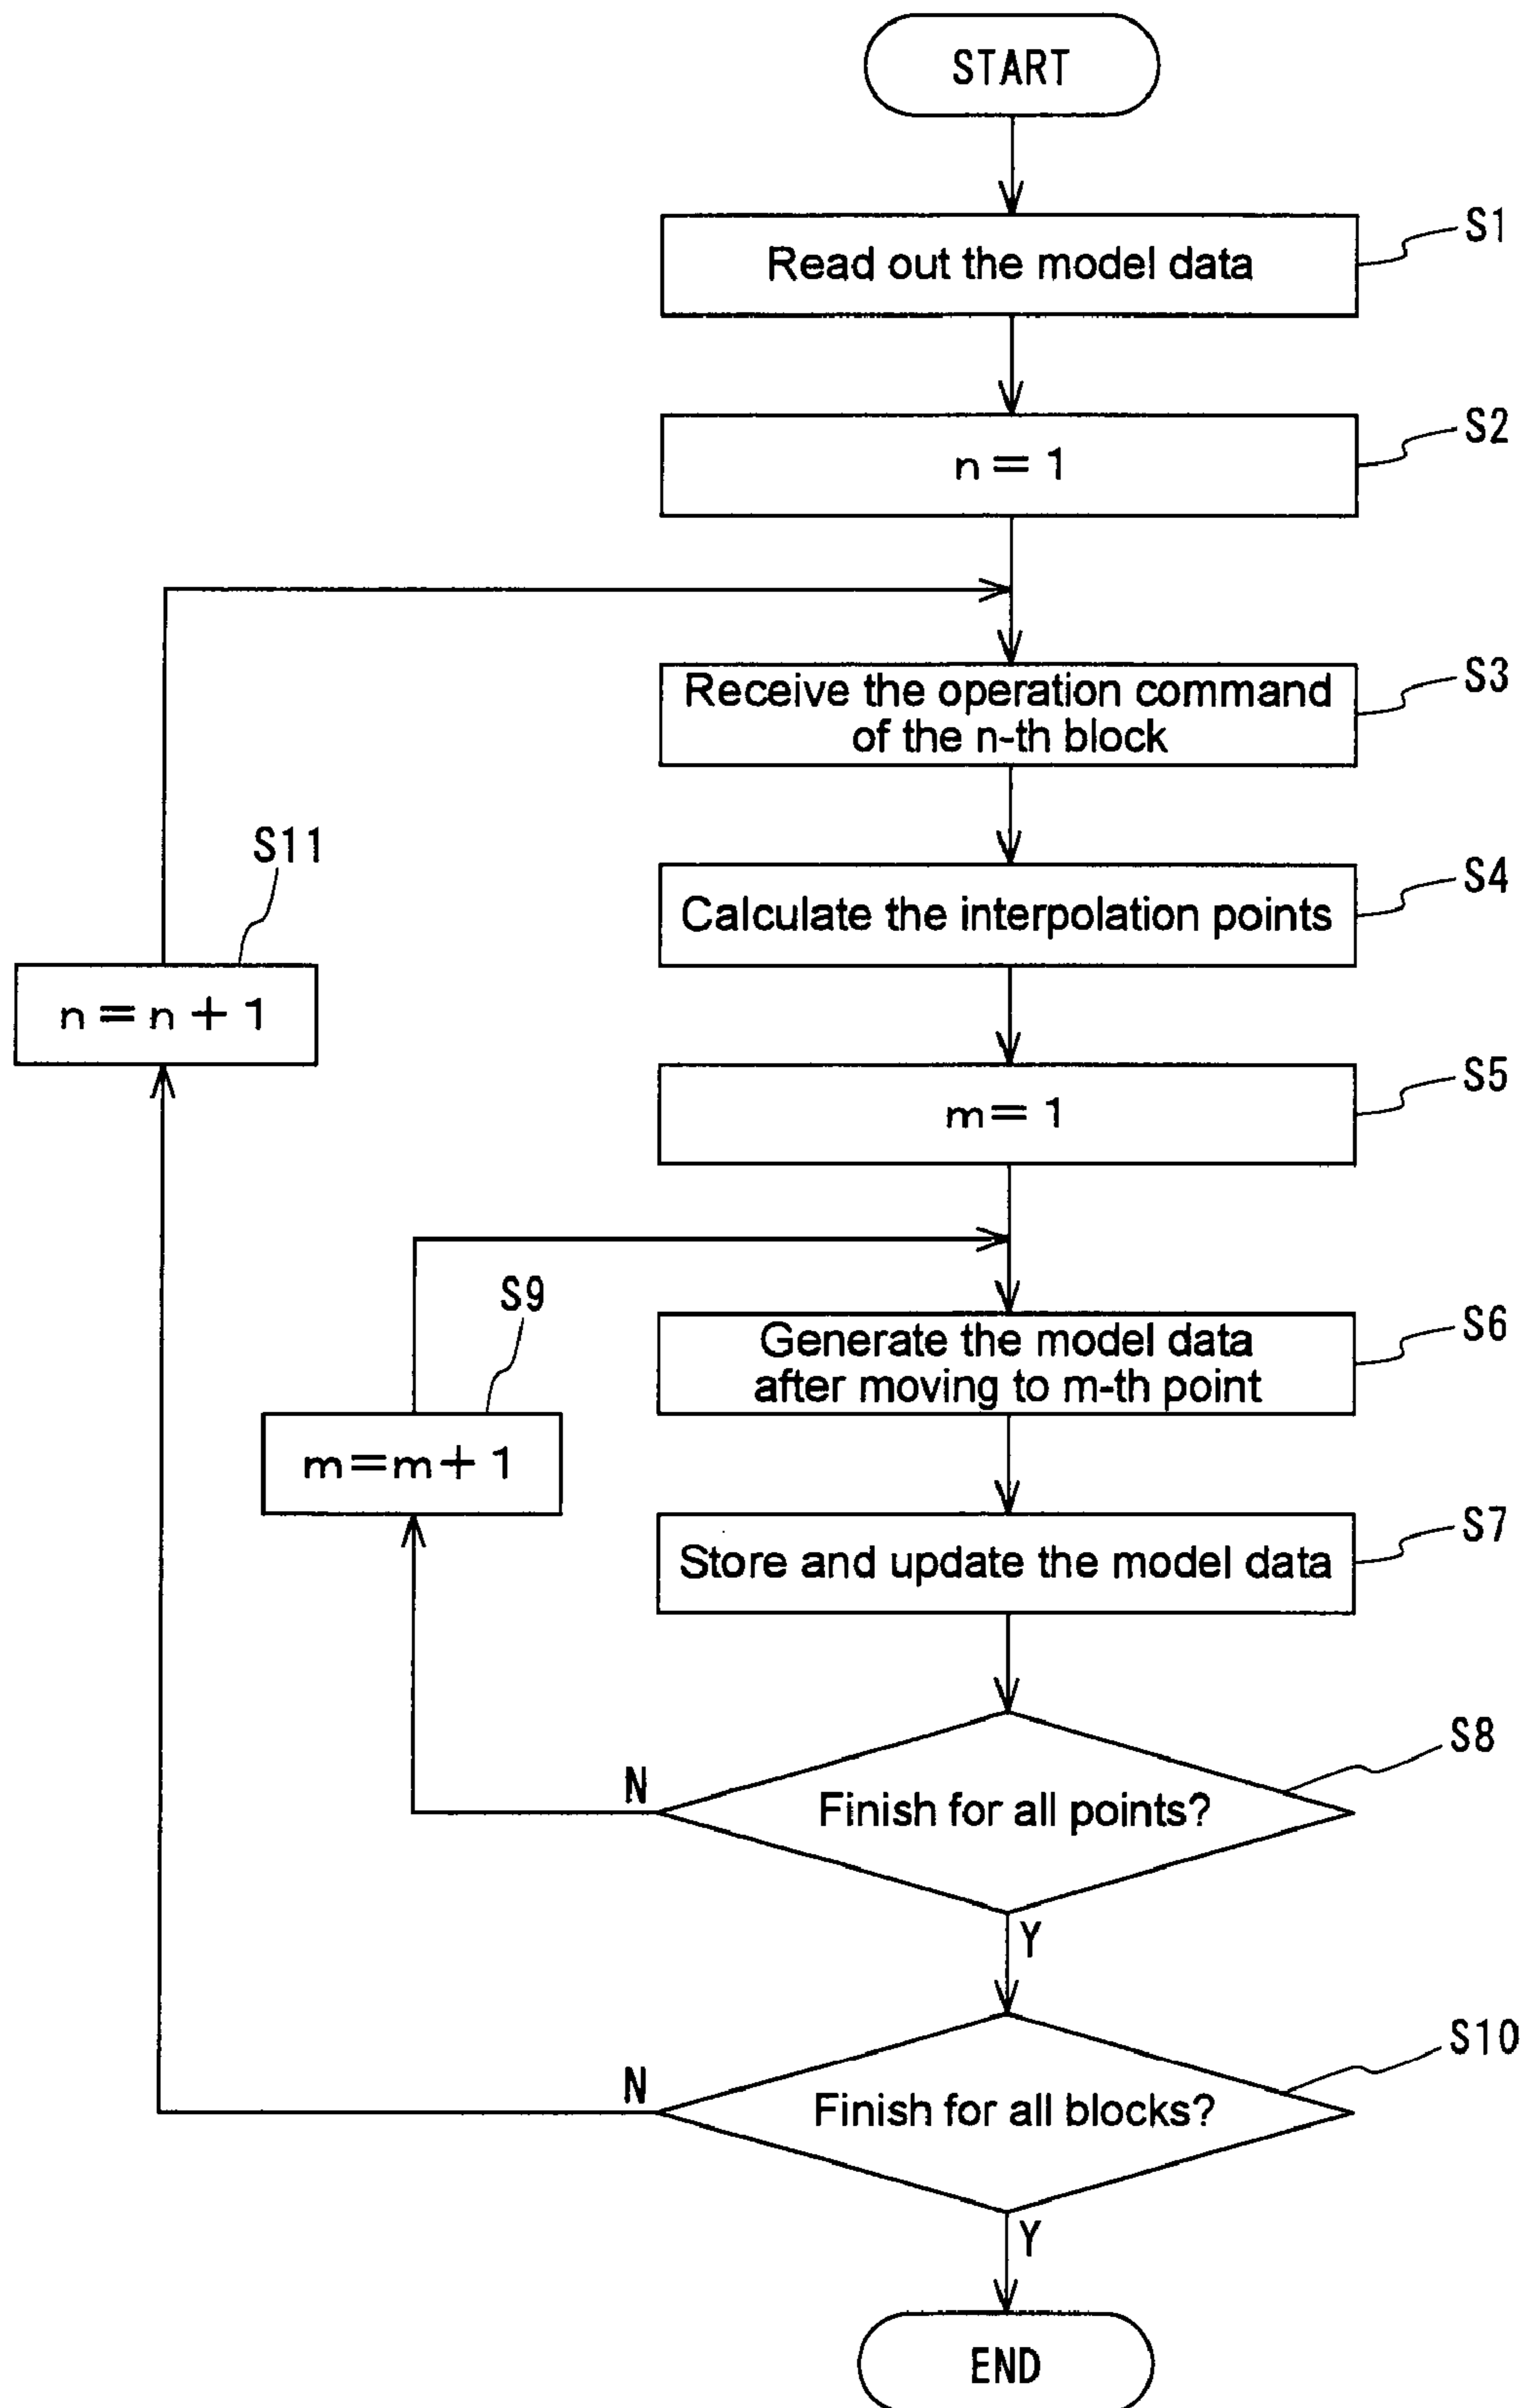 START
Read out the model data
S1
n = 1
S2
Receive the operation command
of the n-th block
S3
Calculate the interpolation points
S4
S11
n = n + 1
m = 1
S5
Generate the model data
after moving to m-th point
S6
S9
m = m + 1
Store and update the model data
S7
Finish for all points?
S8
N
Y
Finish for all blocks?
S10
N
Y
END